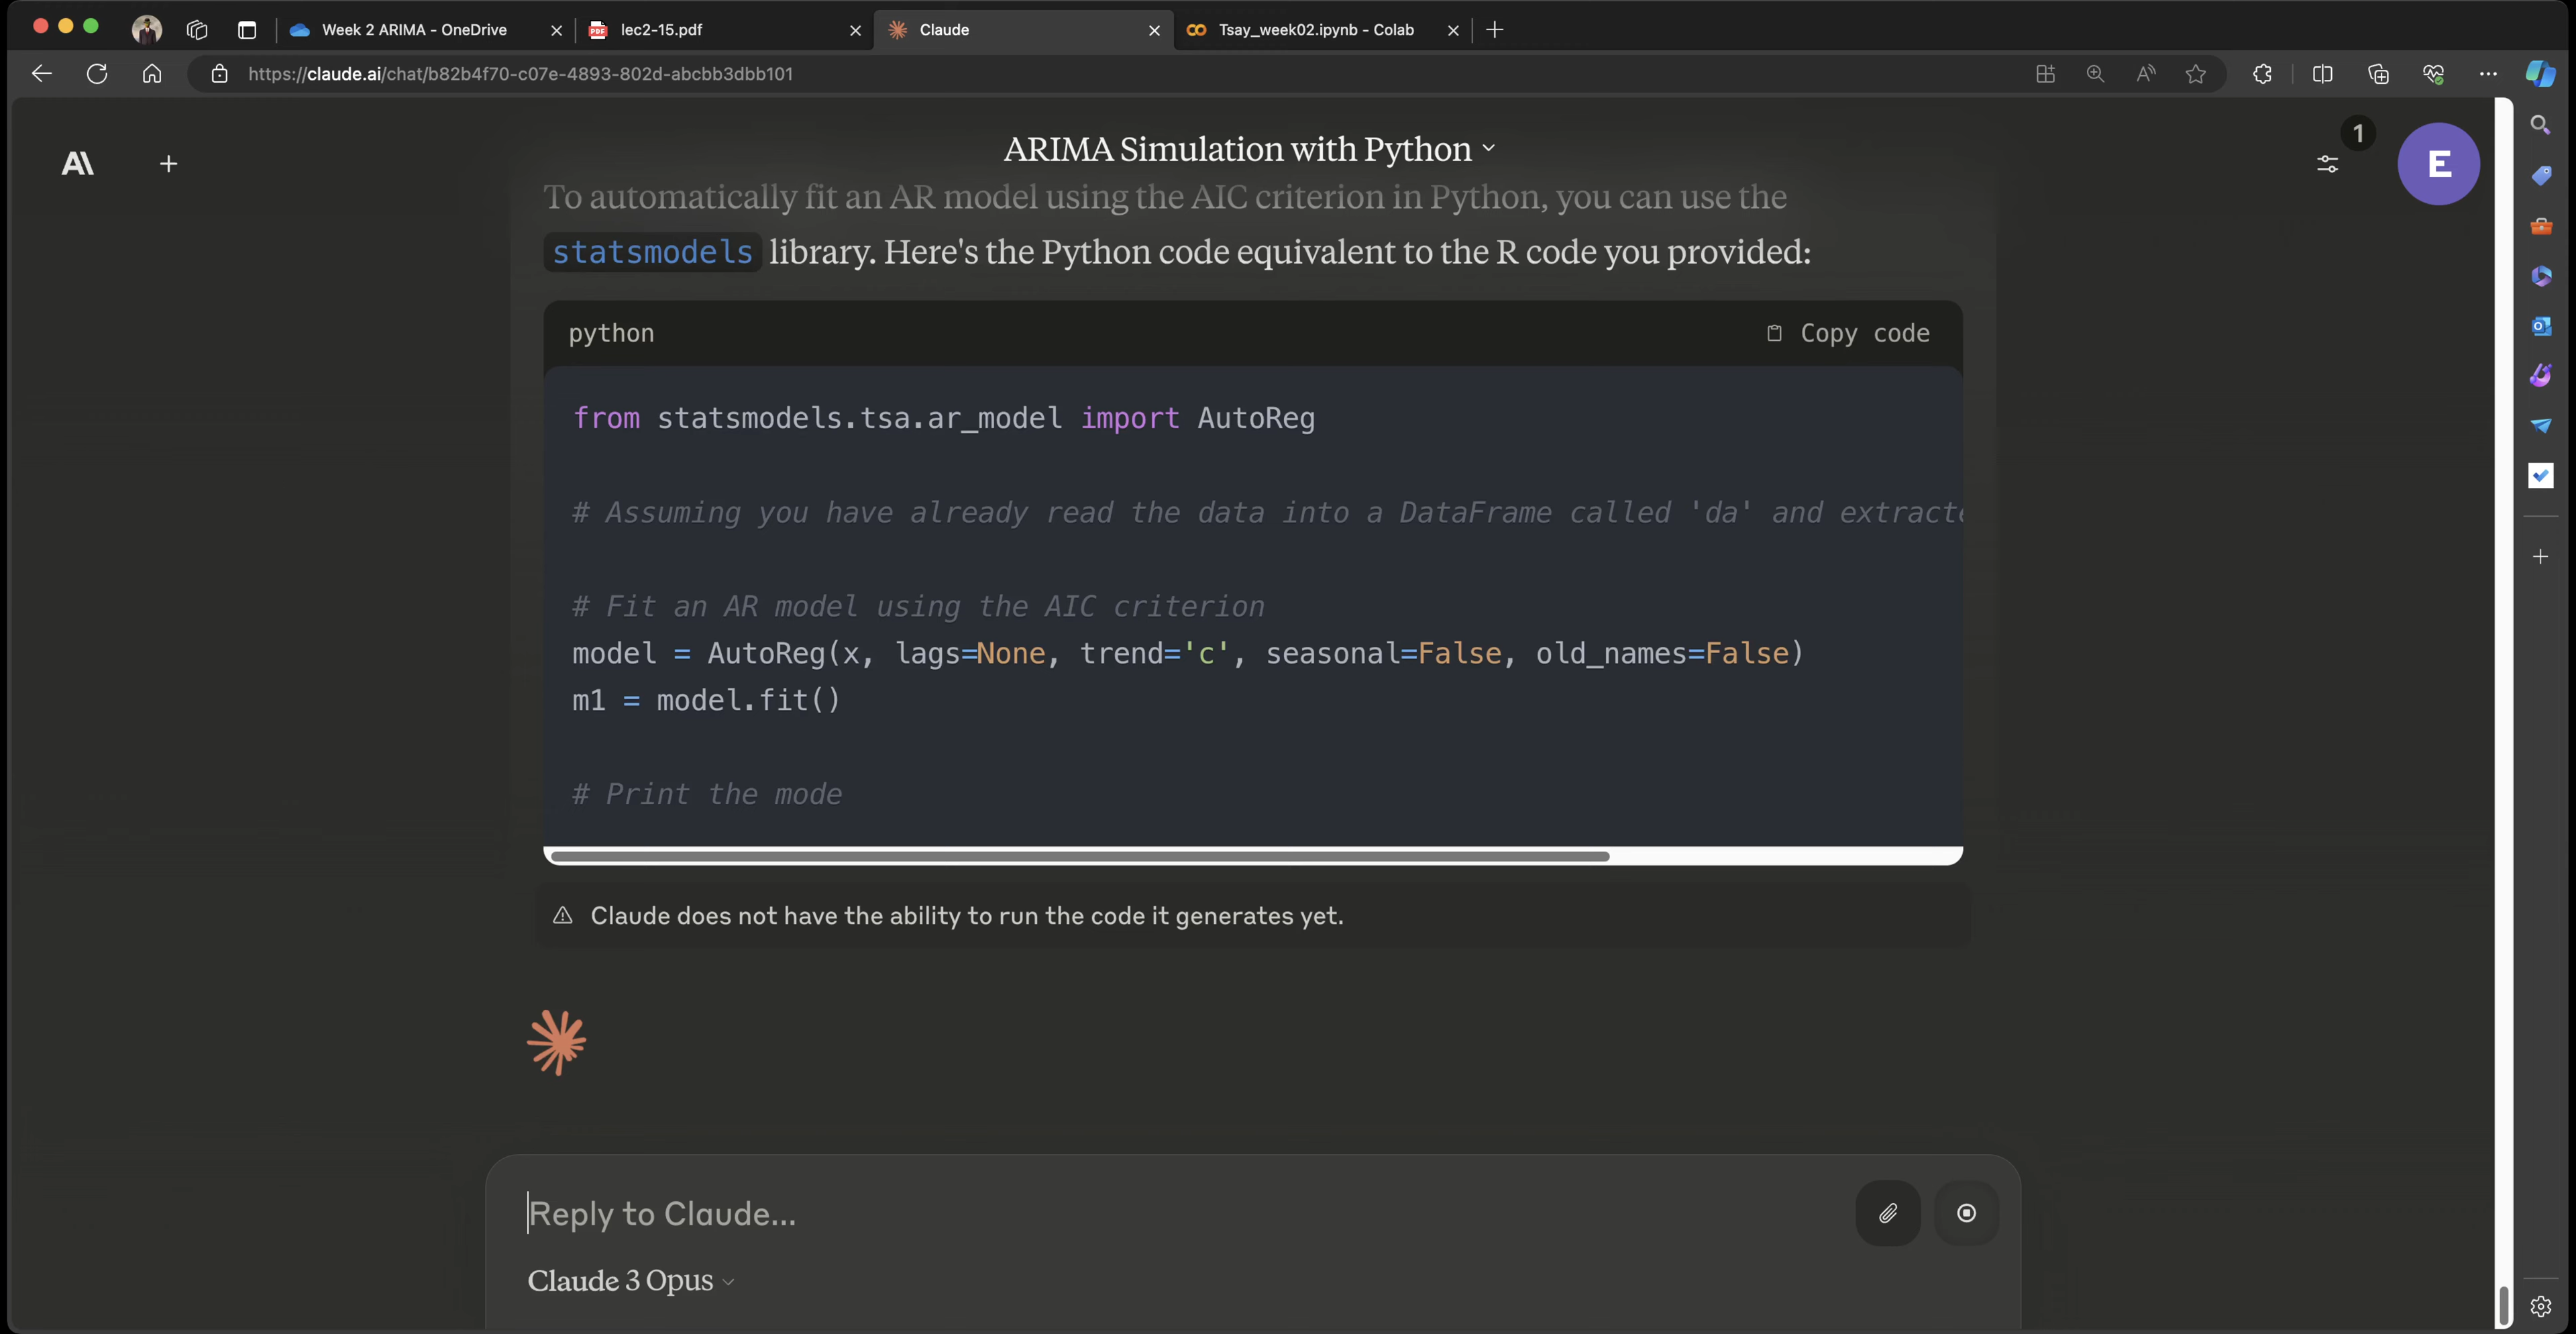 Week 2 ARIMA - OneDrive
lec2-15.pdf
Claude
Tsay_week02.ipynb - Colab
https://claude.ai/chat/b82b4f70-c07e-4893-802d-abcbb3dbb101
ARIMA Simulation with Python
1
E
To automatically fit an AR model using the AIC criterion in Python, you can use the
statsmodels library. Here's the Python code equivalent to the R code you provided:
python
Copy code
from statsmodels.tsa.ar_model import AutoReg
# Assuming you have already read the data into a DataFrame called 'da' and extracte
# Fit an AR model using the AIC criterion
model = AutoReg(x, lags=None, trend='c', seasonal=False, old_names=False)
m1 = model.fit()
# Print the mode
Claude does not have the ability to run the code it generates yet.
Reply to Claude...
Claude 3 Opus